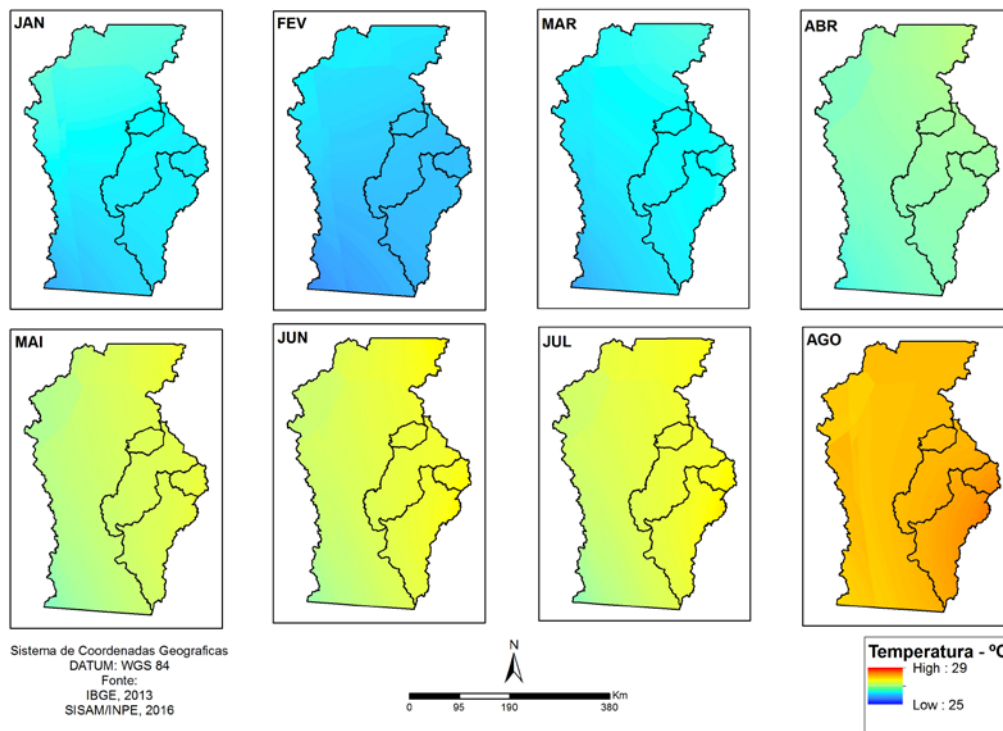 JAN
FEV
MAR
ABR
MAI
JUN
JUL
AGO
Sistema de Coordenadas Geograficas
DATUM: WGS 84
Fonte:
IBGE, 2013
SISAM/INPE, 2016
N
Km
0 95 190 380
Temperatura - ºC
High : 29
Low : 25